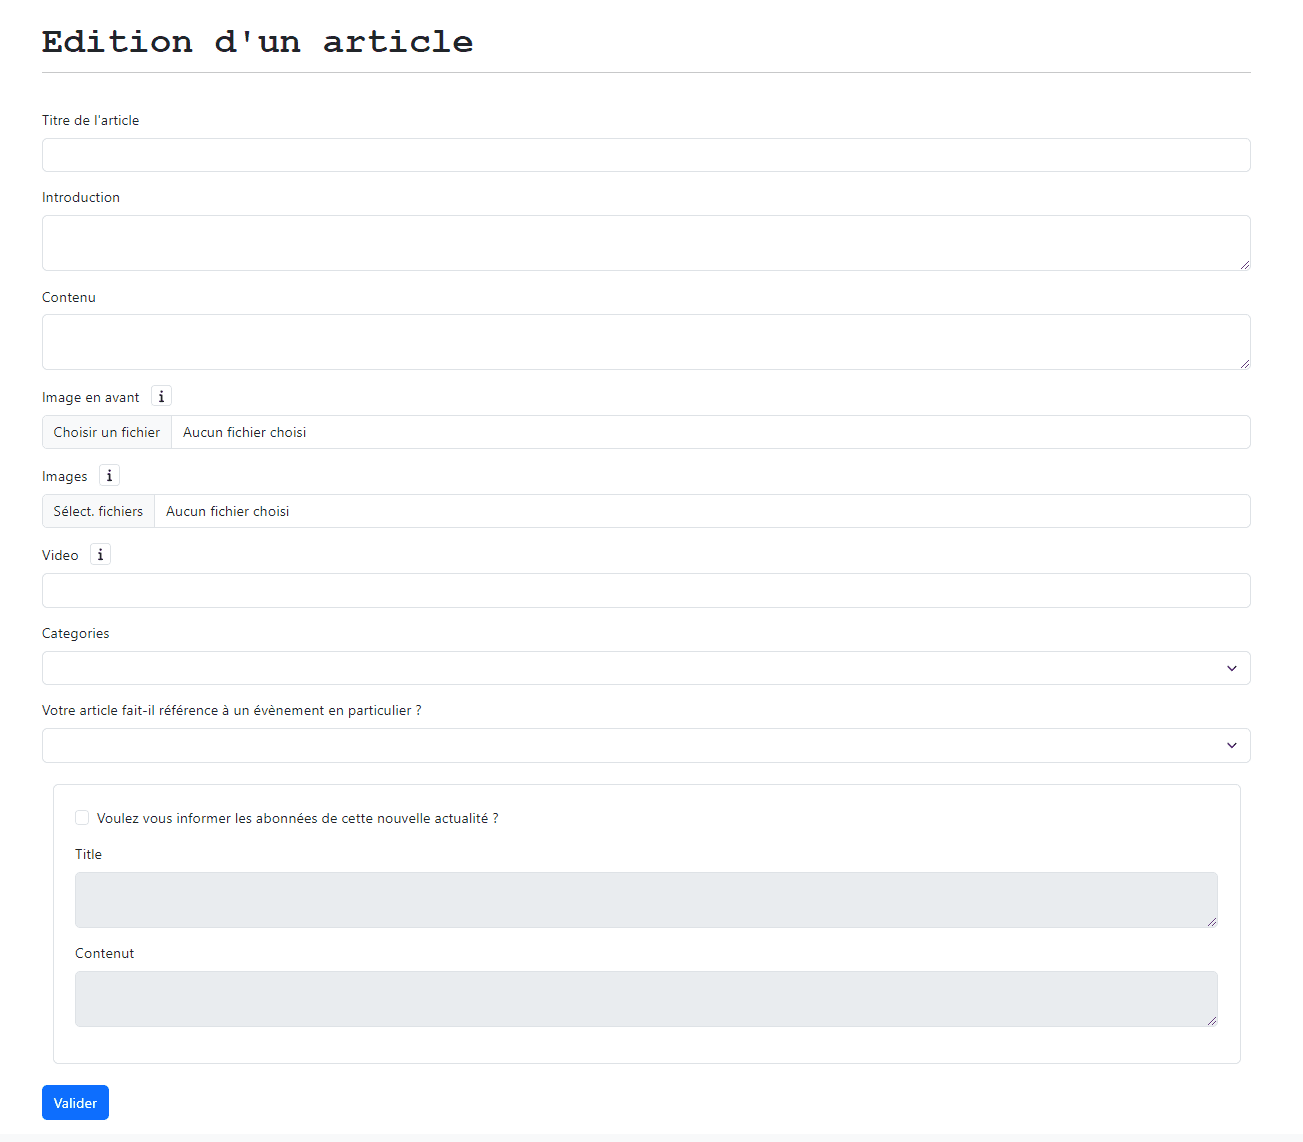 Edition d'un article
Titre de l'article
Introduction
Contenu
Image en avant i
Choisir un fichier Aucun fichier choisi
Images i
Sélect. fichiers Aucun fichier choisi
Video i
Categories
Votre article fait-il référence à un évènement en particulier ?
Voulez vous informer les abonnées de cette nouvelle actualité ?
Title
Contenut
Valider